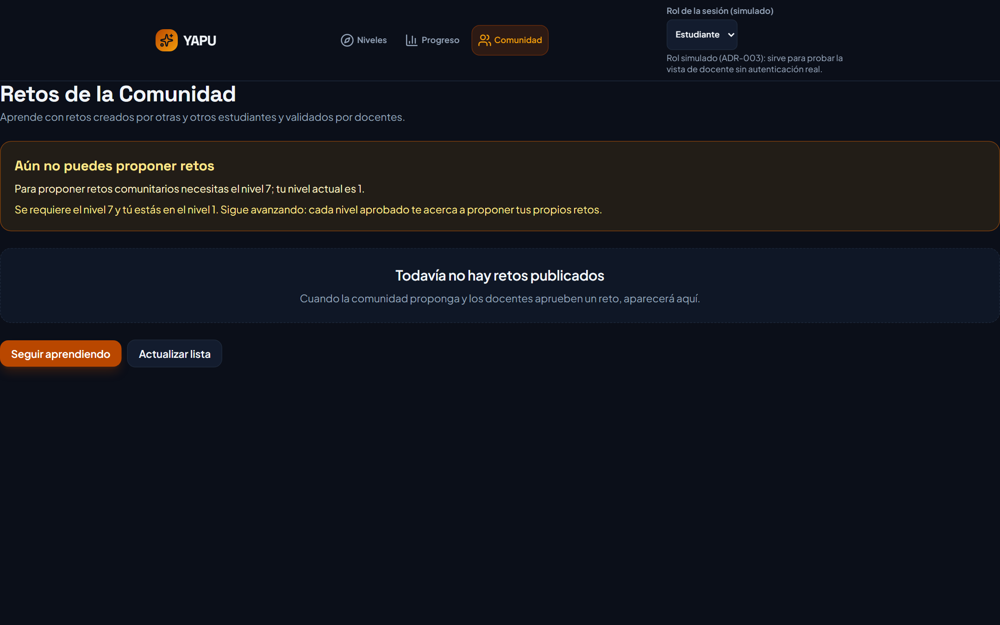 YAPU
Niveles
Progreso
Comunidad
Rol de la sesión (simulado)
Estudiante
Rol simulado (ADR-003): sirve para probar la
vista de docente sin autenticación real.
Retos de la Comunidad
Aprende con retos creados por otras y otros estudiantes y validados por docentes.
Aún no puedes proponer retos
Para proponer retos comunitarios necesitas el nivel 7; tu nivel actual es 1.
Se requiere el nivel 7 y tú estás en el nivel 1. Sigue avanzando: cada nivel aprobado te acerca a proponer tus propios retos.
Todavía no hay retos publicados
Cuando la comunidad proponga y los docentes aprueben un reto, aparecerá aquí.
Seguir aprendiendo
Actualizar lista